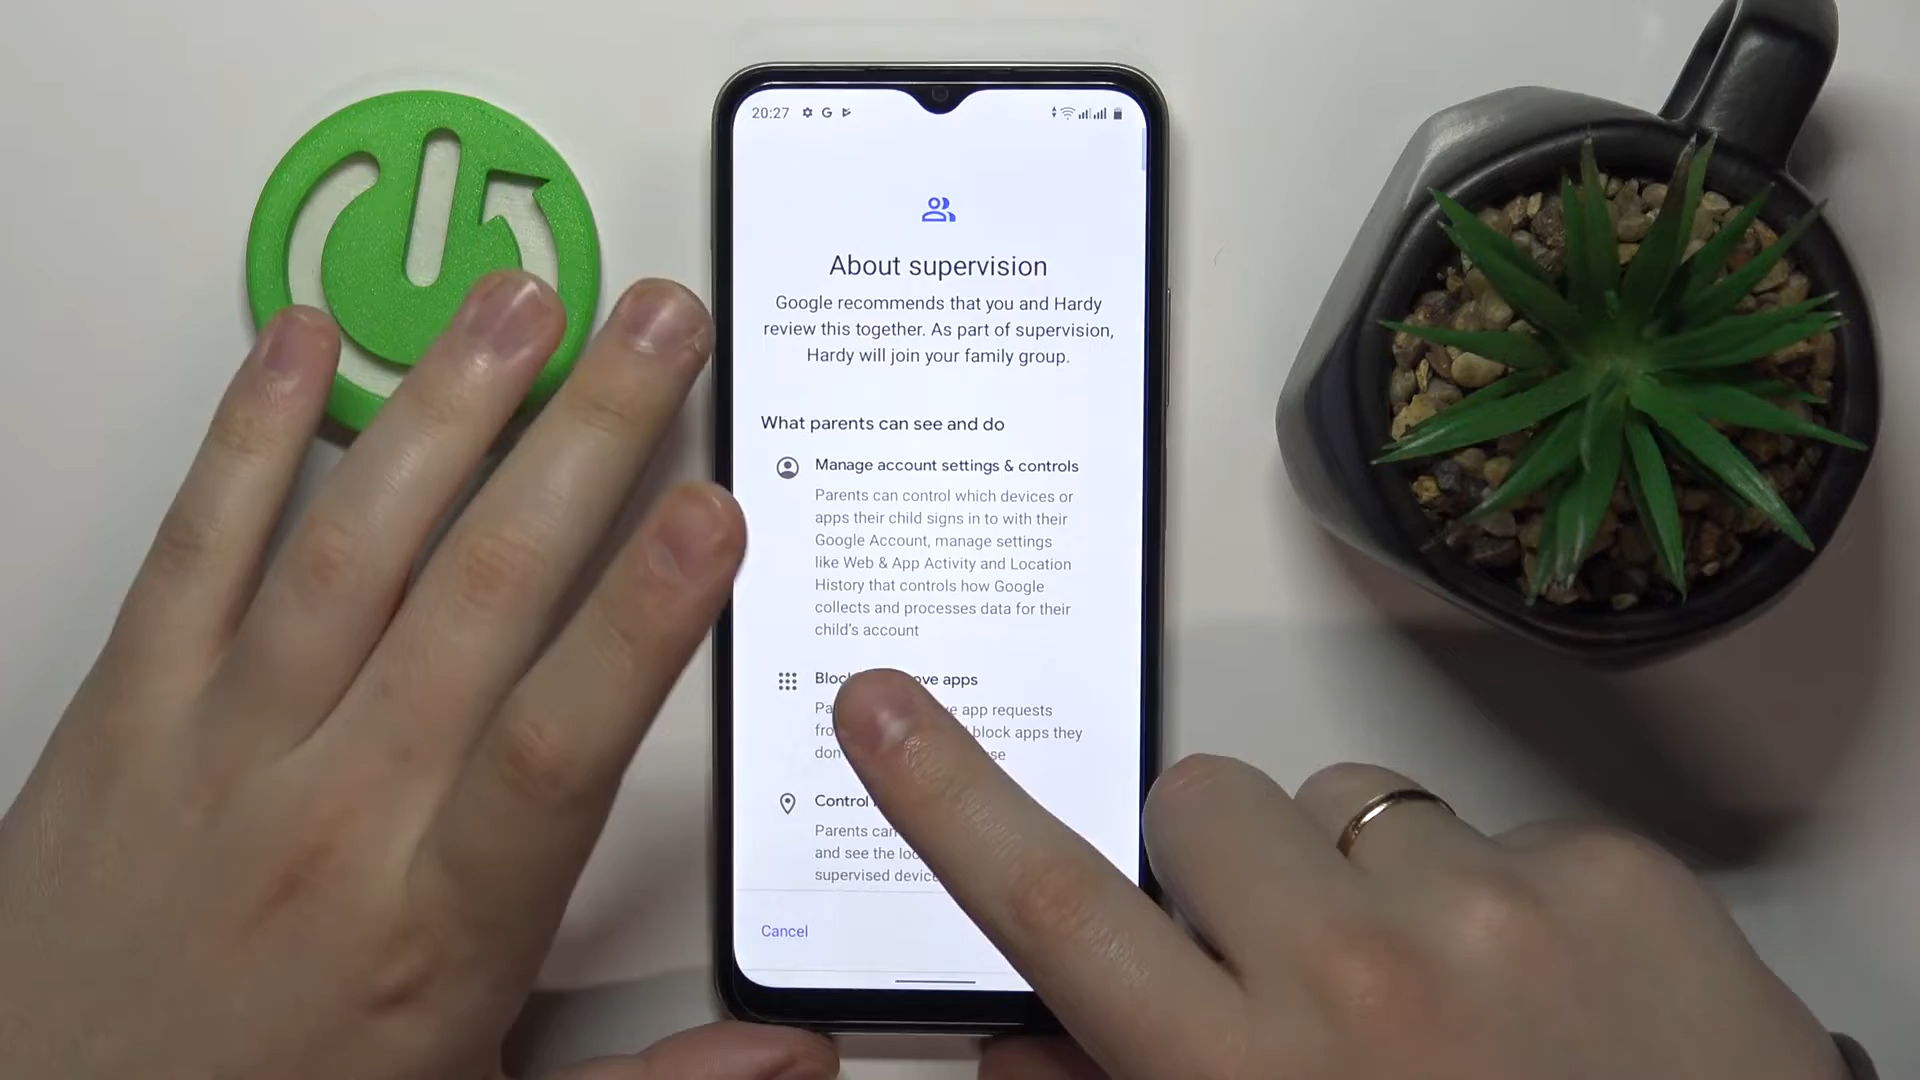 20:27
About supervision
Google recommends that you and Hardy
review this together. As part of supervision,
Hardy will join your family group.
What parents can see and do
Manage account settings & controls
Parents can control which devices or
apps their child signs in to with their
Google Account, manage settings
like Web & App Activity and Location
History that controls how Google
collects and processes data for their
child's account
apps
app requests
block apps they
Control
Parents can
and see the
supervised
Cancel